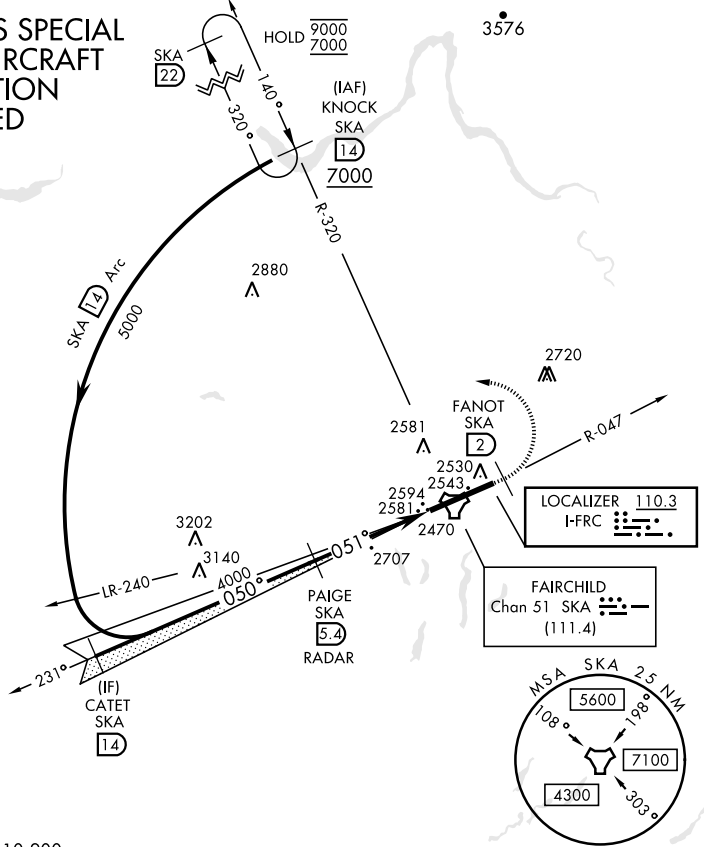 S SPECIAL
RCRAFT
TION
ED
HOLD 9000
7000
3576
SKA
22
140°
320°
(IAF)
KNOCK
SKA
14
7000
R-320
SKA 14 Arc
5000
2880
2720
2581
FANOT
SKA
2
R-047
2530
2543
2594
2581
2470
LOCALIZER 110.3
I-FRC
3202
3140
051°
2707
LR-240
4000
050°
PAIGE
SKA
5.4
RADAR
FAIRCHILD
Chan 51 SKA
(111.4)
231°
(IF)
CATET
SKA
14
MSA SKA 25 NM
5600
108°
198°
7100
4300
303°